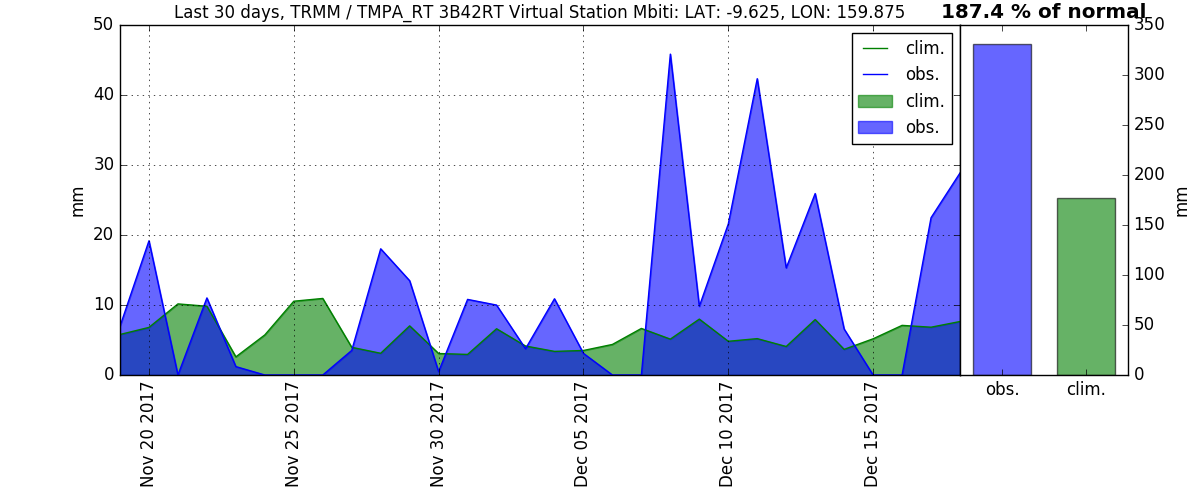 Last 30 days, TRMM / TMPA_RT 3B42RT Virtual Station Mbiti: LAT: -9.625, LON: 159.875
187.4 % of normal
50
40
30
20
10
0
mm
clim.
obs.
clim.
obs.
350
300
250
200
150
100
50
0
mm
obs.
clim.
Nov 20 2017
Nov 25 2017
Nov 30 2017
Dec 05 2017
Dec 10 2017
Dec 15 2017